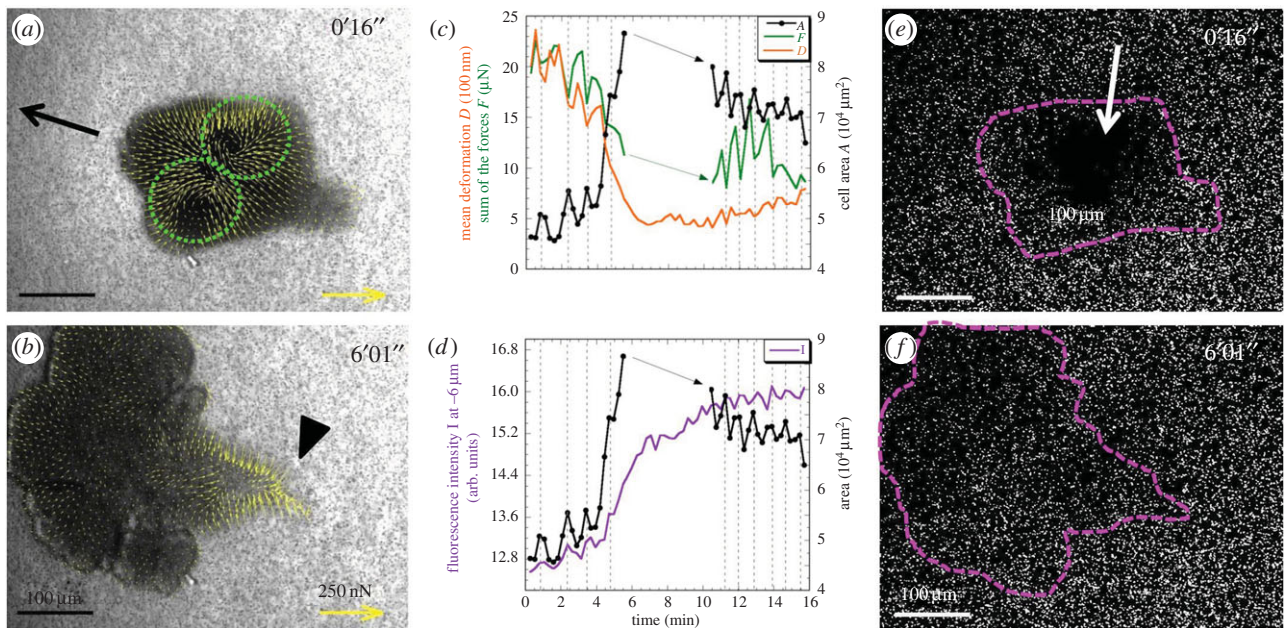 (a)
0′16″
(b)
6′01″
100 µm
250 nN
(c)
mean deformation D (100 nm)
sum of the forces F (µN)
25
20
15
10
5
0
A
F
D
9
8
7
6
5
4
cell area A (10⁴ µm²)
(d)
fluorescence intensity I at –6 µm
(arb. units)
16.8
16.0
15.2
14.4
13.6
12.8
I
9
8
7
6
5
4
area (10⁴ µm²)
0 2 4 6 8 10 12 14 16
time (min)
(e)
0′16″
100 µm
(f)
6′01″
100 µm